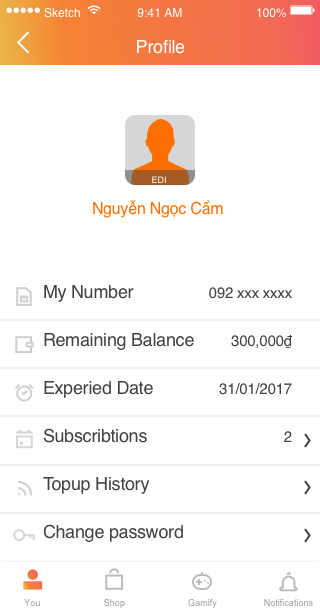 Sketch 9:41 AM 100%
Profile
EDI
Nguyễn Ngọc Cẩm
My Number 092 xxx xxxx
Remaining Balance 300,000₫
Experied Date 31/01/2017
Subscribtions 2
Topup History
Change password
You Shop Gamify Notifications